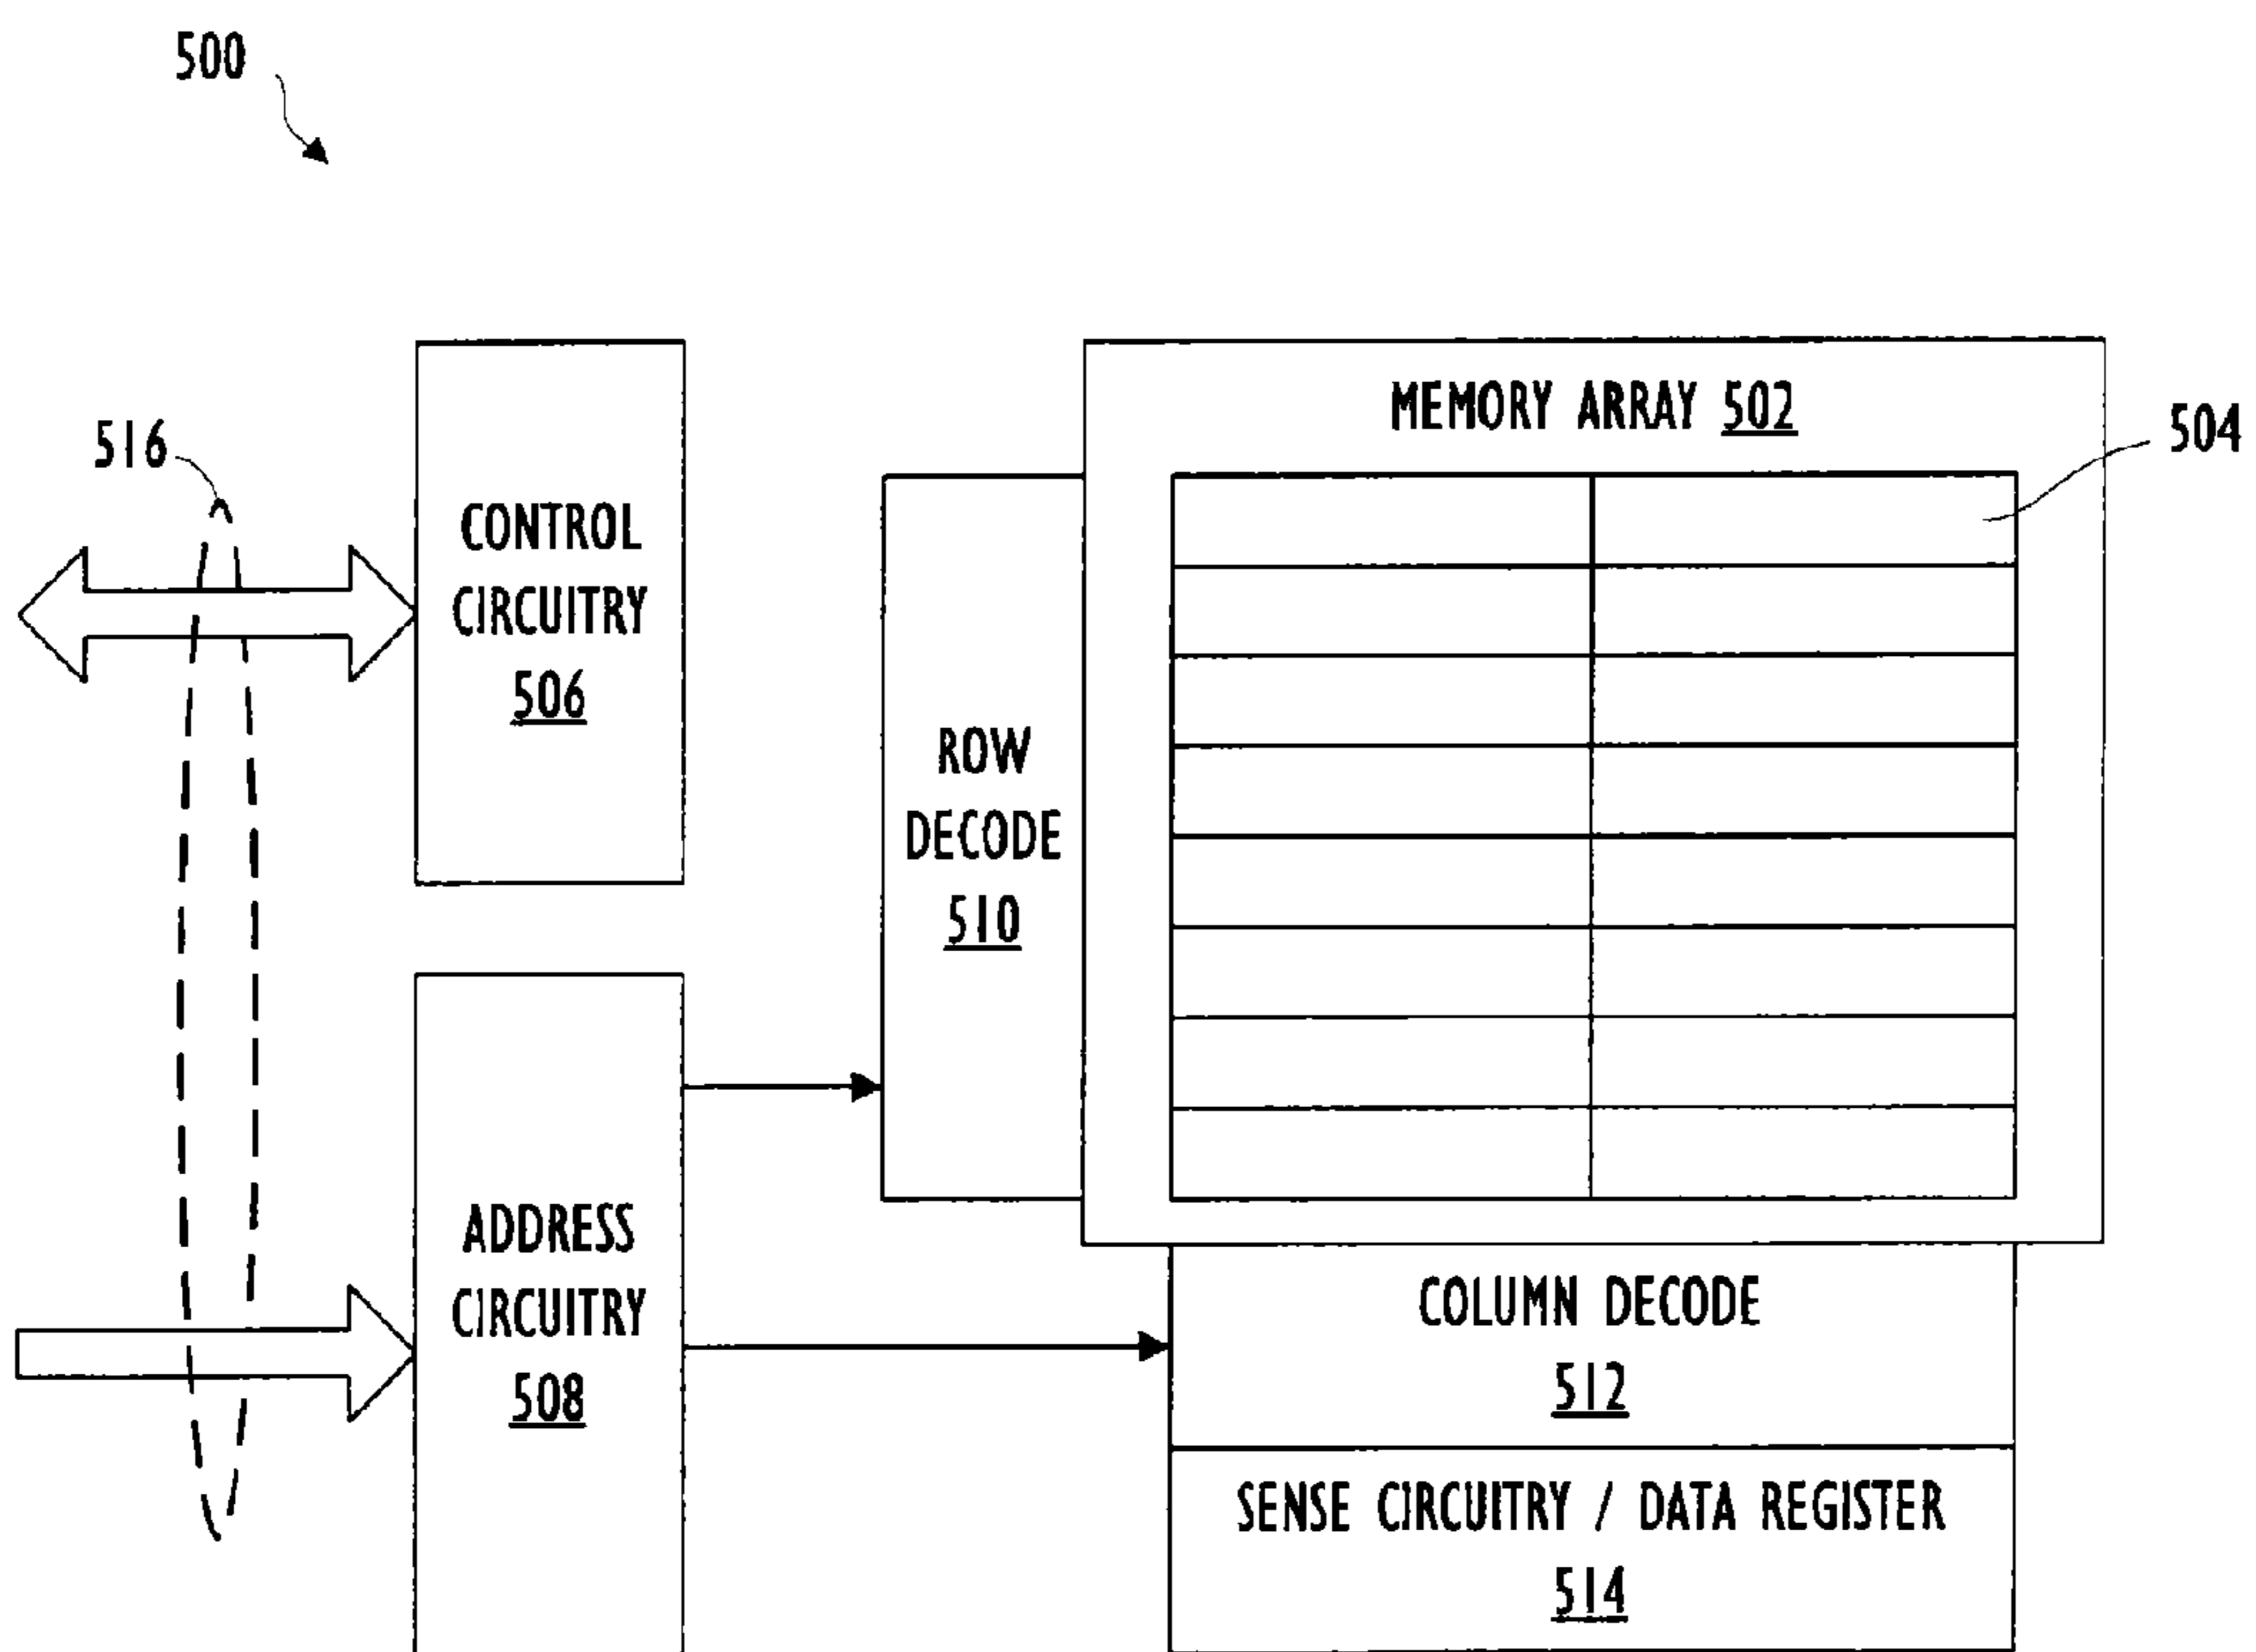 500
516
CONTROL
CIRCUITRY
506
MEMORY ARRAY 502
504
ROW
DECODE
510
ADDRESS
CIRCUITRY
508
COLUMN DECODE
512
SENSE CIRCUITRY / DATA REGISTER
514